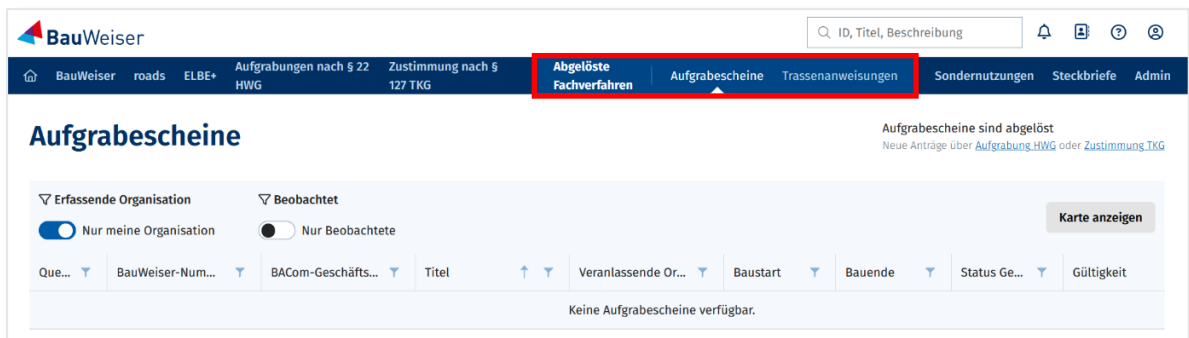 BauWeiser
ID, Titel, Beschreibung
BauWeiser roads ELBE+ Aufgrabungen nach § 22 HWG Zustimmung nach § 127 TKG Abgelöste Fachverfahren Aufgrabescheine Trassenanweisungen Sondernutzungen Steckbriefe Admin
Aufgrabescheine
Aufgrabescheine sind abgelöst
Neue Anträge über Aufgrabung HWG oder Zustimmung TKG
Erfassende Organisation Beobachtet
Nur meine Organisation Nur Beobachtete
Karte anzeigen
Que... BauWeiser-Num... BACom-Geschäfts... Titel Veranlassende Or... Baustart Bauende Status Ge... Gültigkeit
Keine Aufgrabescheine verfügbar.